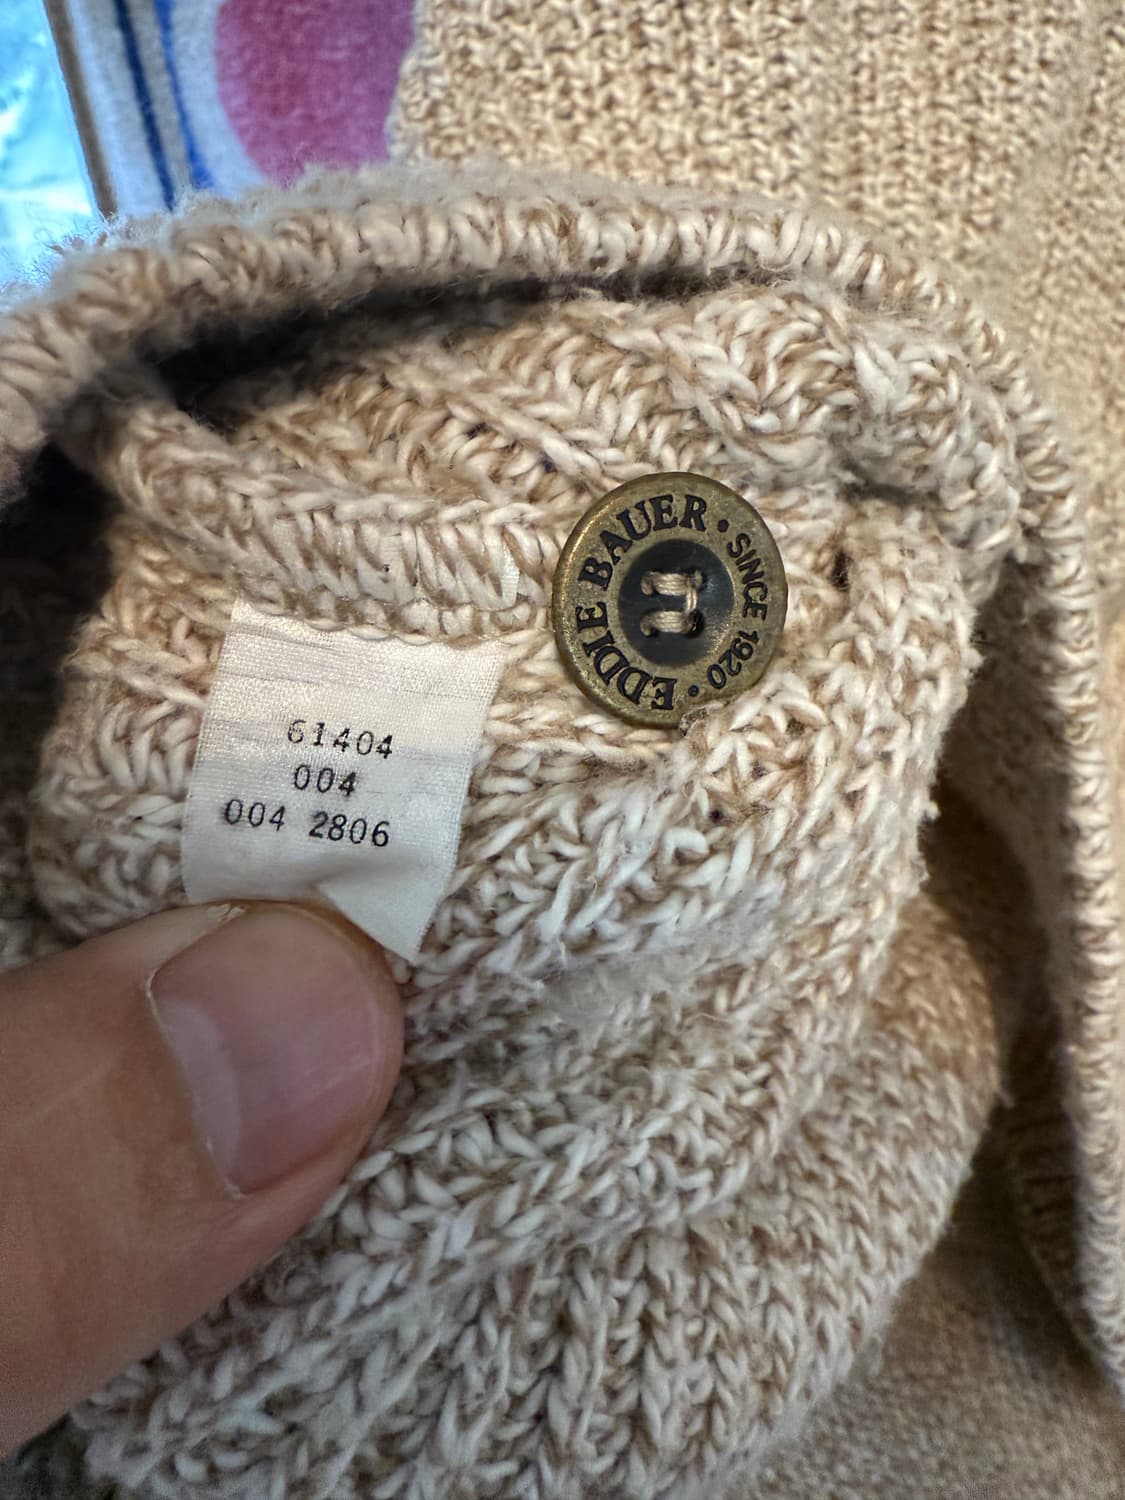 EDDIE BAUER • SINCE 1920 •
61404
004
004 2806